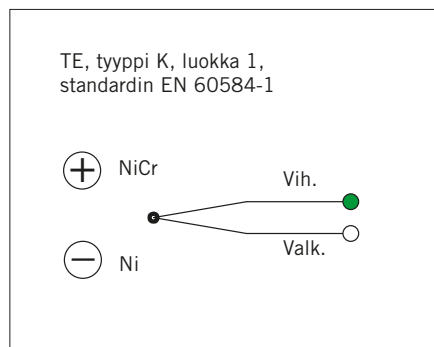 TE, tyyppi K, luokka 1,
standardin EN 60584-1
+ NiCr
Vih.
Valk.
− Ni